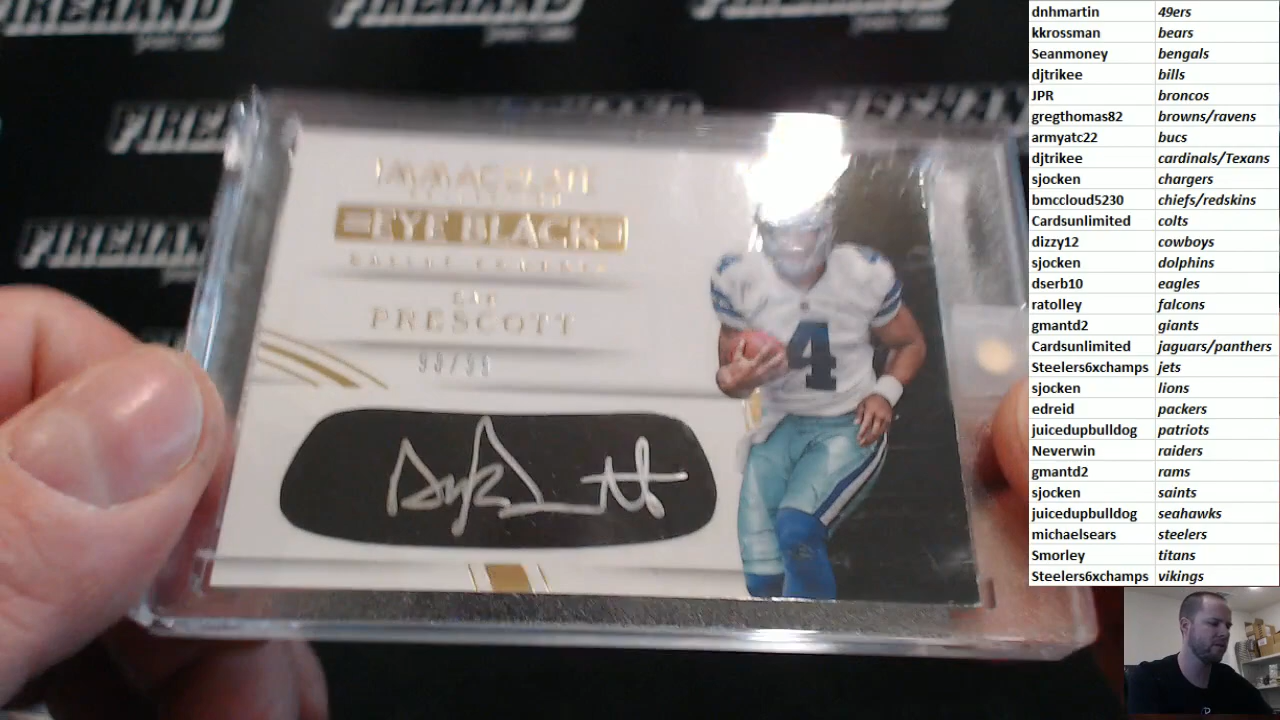 FIREHAND
FIREHAND
FIREHAND
FIREHAND
FIREHAND
FIREHAND
EYE BLACK
PRESCOTT
4
dnhmartin 49ers
kkrossman bears
Seanmoney bengals
djtrikee bills
JPR broncos
gregthomas82 browns/ravens
armyatc22 bucs
djtrikee cardinals/Texans
sjocken chargers
bmccloud5230 chiefs/redskins
Cardsunlimited colts
dizzy12 cowboys
sjocken dolphins
dserb10 eagles
ratolley falcons
gmantd2 giants
Cardsunlimited jaguars/panthers
Steelers6xchamps jets
sjocken lions
edreid packers
juicedupbulldog patriots
Neverwin raiders
gmantd2 rams
sjocken saints
juicedupbulldog seahawks
michaelsears steelers
Smorley titans
Steelers6xchamps vikings